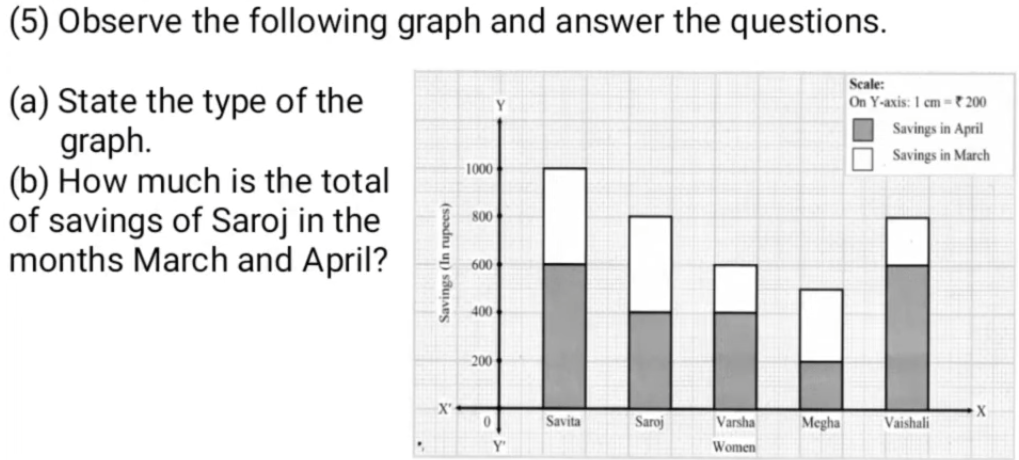 (5) Observe the following graph and answer the questions.
(a) State the type of the
graph.
(b) How much is the total
of savings of Saroj in the
months March and April?
Scale:
On Y-axis: 1 cm = ₹ 200
Savings in April
Savings in March
Y
1000
800
600
400
200
Savings (In rupees)
X'
0
Savita
Saroj
Varsha
Megha
Vaishali
X
Y'
Women